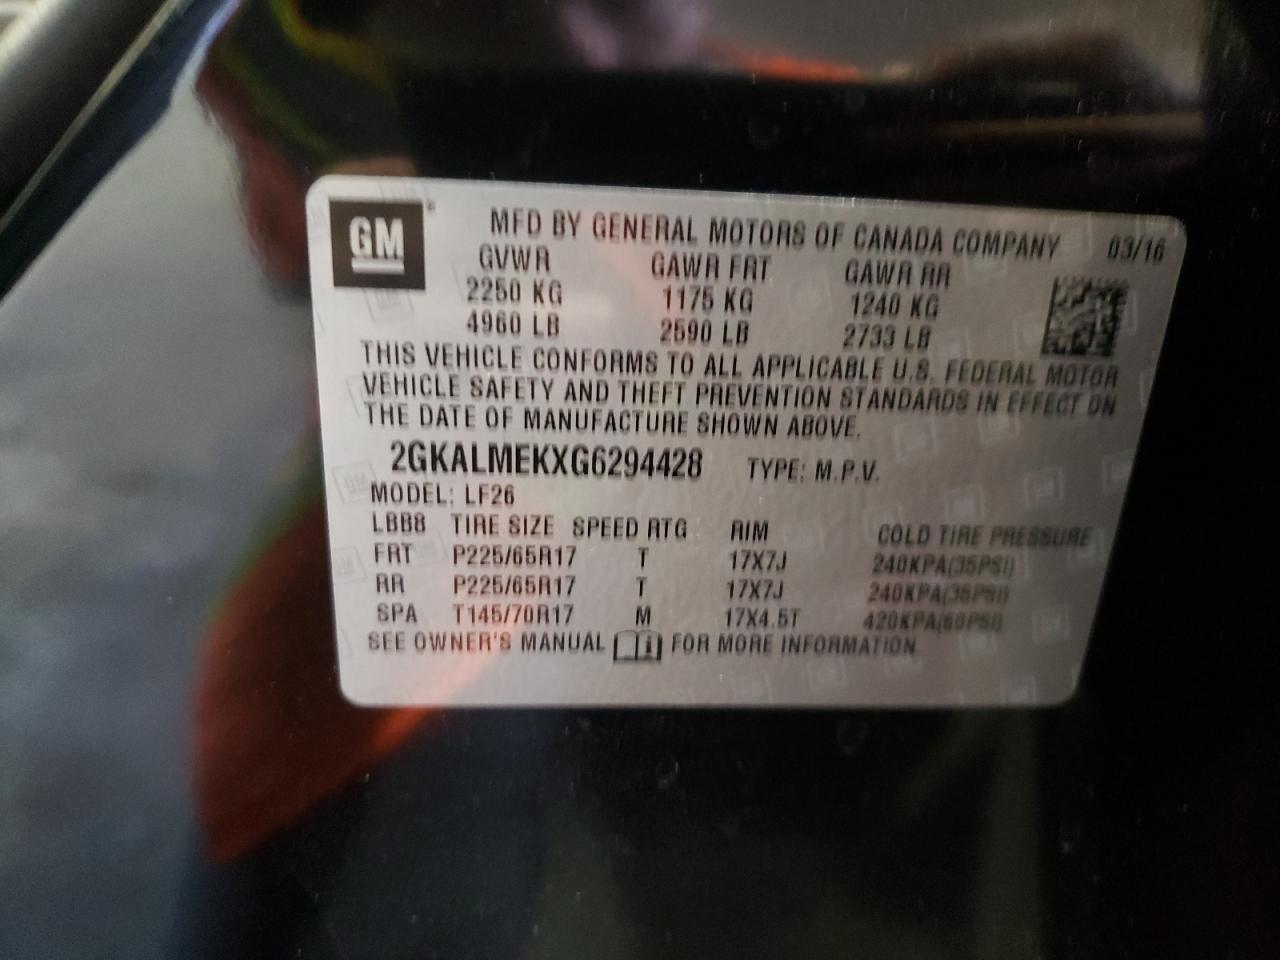 GM®
MFD BY GENERAL MOTORS OF CANADA COMPANY 03/16
GVWR GAWR FRT GAWR RR
2250 KG 1175 KG 1240 KG
4960 LB 2590 LB 2733 LB
THIS VEHICLE CONFORMS TO ALL APPLICABLE U.S. FEDERAL MOTOR
VEHICLE SAFETY AND THEFT PREVENTION STANDARDS IN EFFECT ON
THE DATE OF MANUFACTURE SHOWN ABOVE.
2GKALMEKXG6294428 TYPE: M.P.V.
MODEL: LF26
LBB8 TIRE SIZE SPEED RTG RIM COLD TIRE PRESSURE
FRT P225/65R17 T 17X7J 240KPA(35PSI)
RR P225/65R17 T 17X7J 240KPA(35PSI)
SPA T145/70R17 M 17X4.5T 420KPA(60PSI)
SEE OWNER'S MANUAL FOR MORE INFORMATION